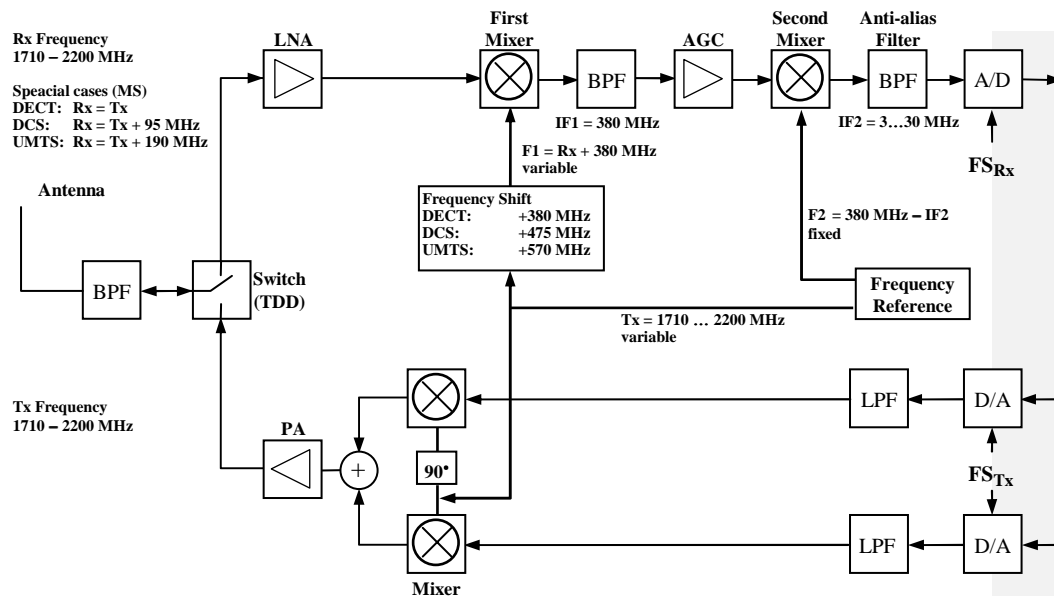 Rx Frequency
1710 – 2200 MHz
Speacial cases (MS)
DECT: Rx = Tx
DCS: Rx = Tx + 95 MHz
UMTS: Rx = Tx + 190 MHz
LNA
First
Mixer
BPF
IF1 = 380 MHz
AGC
Second
Mixer
Anti-alias
Filter
BPF
IF2 = 3…30 MHz
A/D
FSRx
F1 = Rx + 380 MHz
variable
Frequency Shift
DECT: +380 MHz
DCS: +475 MHz
UMTS: +570 MHz
F2 = 380 MHz – IF2
fixed
Frequency
Reference
Tx = 1710 … 2200 MHz
variable
Antenna
BPF
Switch
(TDD)
Tx Frequency
1710 – 2200 MHz
PA
+
90°
Mixer
LPF
D/A
FSTx
LPF
D/A